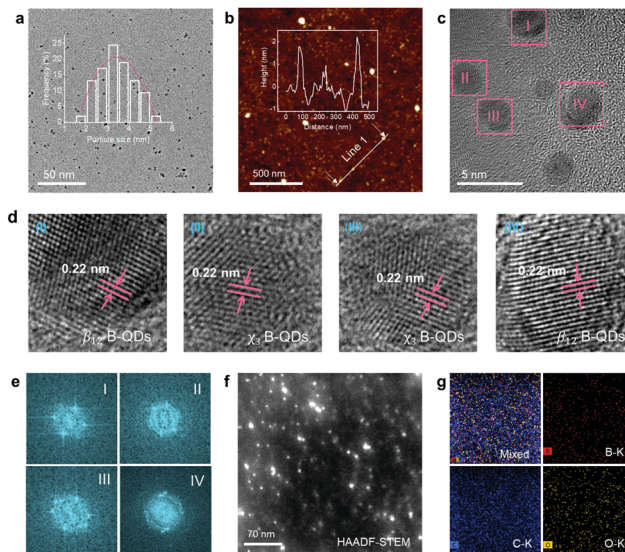 a
Frequency (%)
30
25
20
15
10
5
0
1 2 3 4 5 6
Particle size (nm)
50 nm
b
Height (nm)
2
1
0
-1
0 100 200 300 400 500
Distance (nm)
Line 1
500 nm
c
I
II
III
IV
5 nm
d
(I)
0.22 nm
β12 B-QDs
(II)
0.22 nm
χ3 B-QDs
(III)
0.22 nm
χ3 B-QDs
(IV)
0.22 nm
β12 B-QDs
e
I
II
III
IV
f
70 nm
HAADF-STEM
g
Mixed
B
B-K
C-K
O
O-K